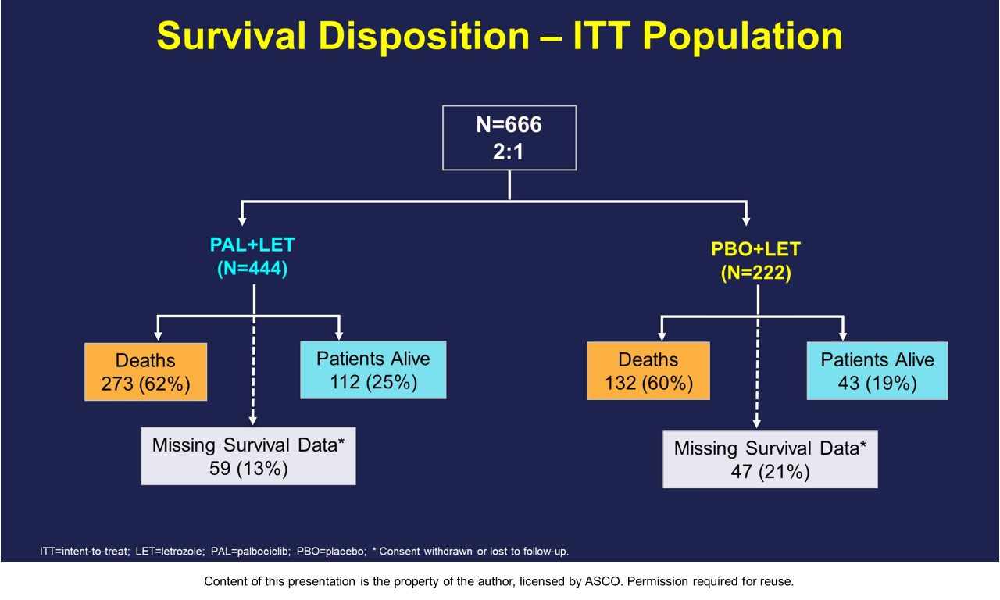 Survival Disposition – ITT Population
N=666
2:1
PAL+LET
(N=444)
PBO+LET
(N=222)
Deaths
273 (62%)
Patients Alive
112 (25%)
Missing Survival Data*
59 (13%)
Deaths
132 (60%)
Patients Alive
43 (19%)
Missing Survival Data*
47 (21%)
ITT=intent-to-treat; LET=letrozole; PAL=palbociclib; PBO=placebo; * Consent withdrawn or lost to follow-up.
Content of this presentation is the property of the author, licensed by ASCO. Permission required for reuse.